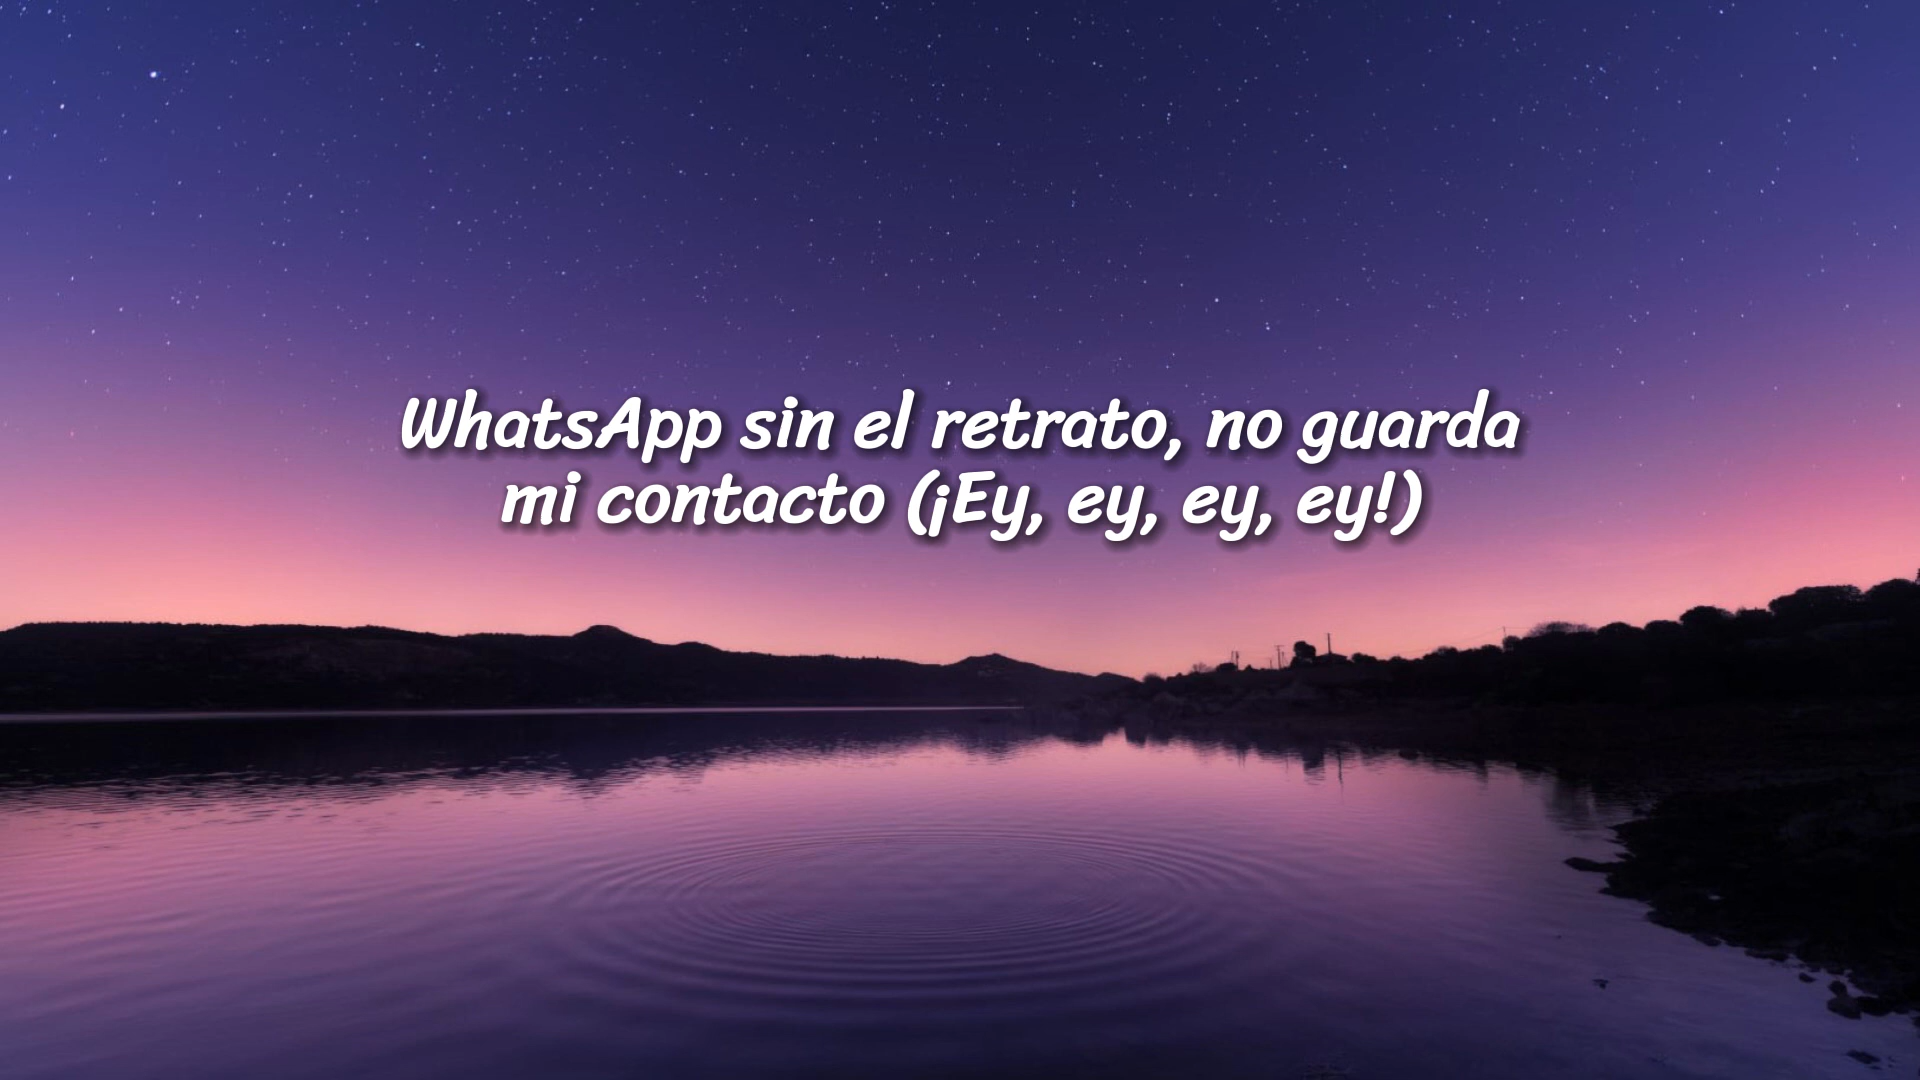 WhatsApp sin el retrato, no guarda
mi contacto (¡Ey, ey, ey, ey!)